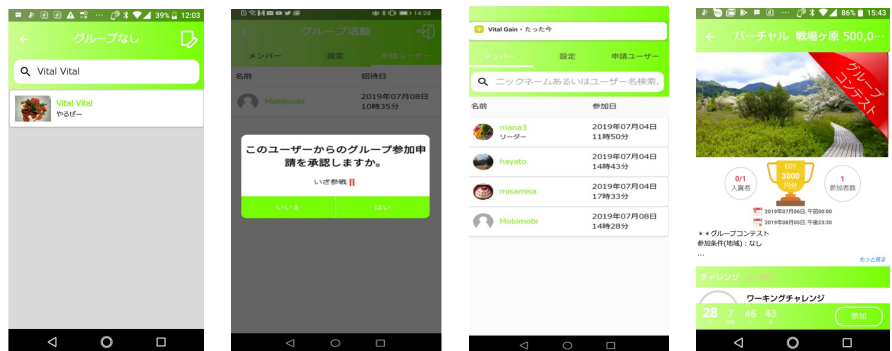 39% 12:03
グループなし
Vital Vital
Vital Vital
やるぜー
14:28
グループ活動
メンバー 設定 申請ユーザー
名前 招待日
Mobimobi 2019年07月08日
10時35分
このユーザーからのグループ参加申
請を承認しますか。
いざ参戦‼
いいえ はい
Vital Gain・たった今
メンバー 設定 申請ユーザー
ニックネームあるいはユーザー名検索.
名前 参加日
mana3 2019年07月04日
リーダー 11時50分
hayato 2019年07月04日
14時43分
misamisa 2019年07月04日
17時33分
Mobimobi 2019年07月08日
14時28分
86% 15:43
バーチャル 戦場ヶ原 500,0…
グループ
コンテスト
0/1
入賞者
EDY
3000
円分
1
参加者数
2019年07月06日, 午前00:00
2019年08月05日, 午後23:30
**グループコンテスト
参加条件(地域):なし
...
もっと見る
チャレンジ
ワーキングチャレンジ
28 7 46 43
参加